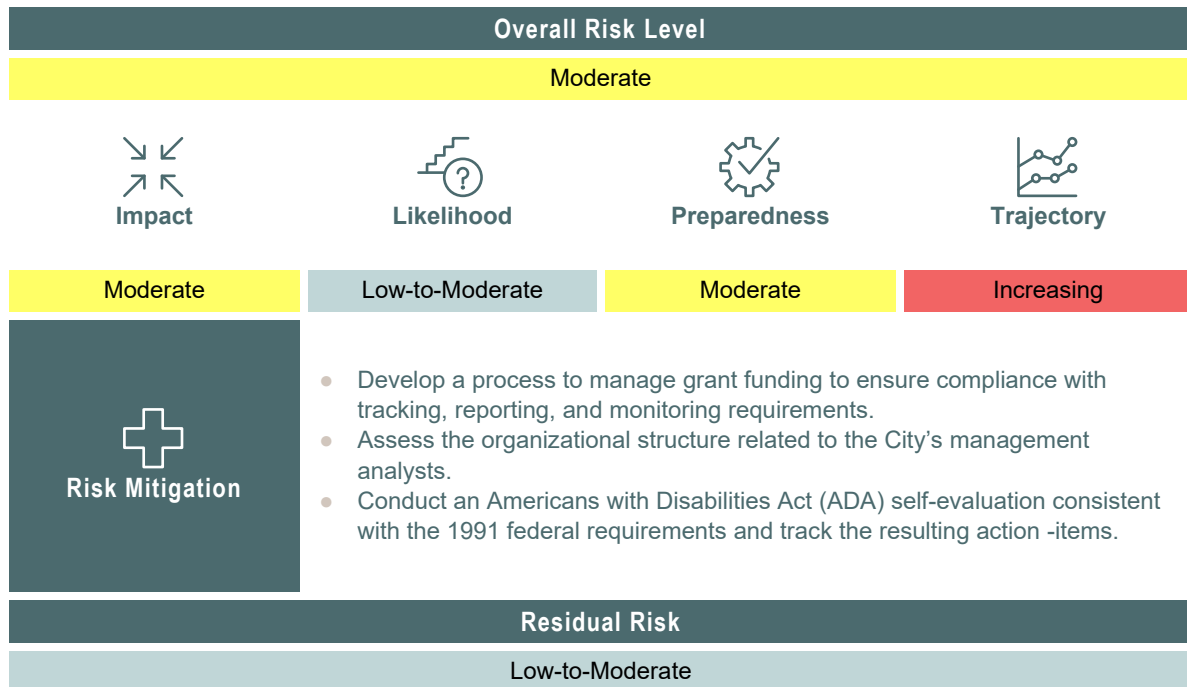 Overall Risk Level
Moderate
Impact
Likelihood
Preparedness
Trajectory
Moderate
Low-to-Moderate
Moderate
Increasing
Risk Mitigation
● Develop a process to manage grant funding to ensure compliance with
tracking, reporting, and monitoring requirements.
● Assess the organizational structure related to the City's management
analysts.
● Conduct an Americans with Disabilities Act (ADA) self-evaluation consistent
with the 1991 federal requirements and track the resulting action -items.
Residual Risk
Low-to-Moderate